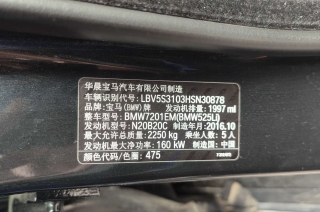 华晨宝马汽车有限公司制造
车辆识别代号：LBV5S3103HSN30878
品牌：宝马（BMW）牌 发动机排量：1997 ml
整车型号：BMW7201EM(BMW525Li)
发动机型号：N20B20C 制造年月：2016.10
最大允许总质量：2250 kg 乘坐人数：5 人
发动机最大净功率：160 kW 制造国：中国
颜色代码/色圈：475